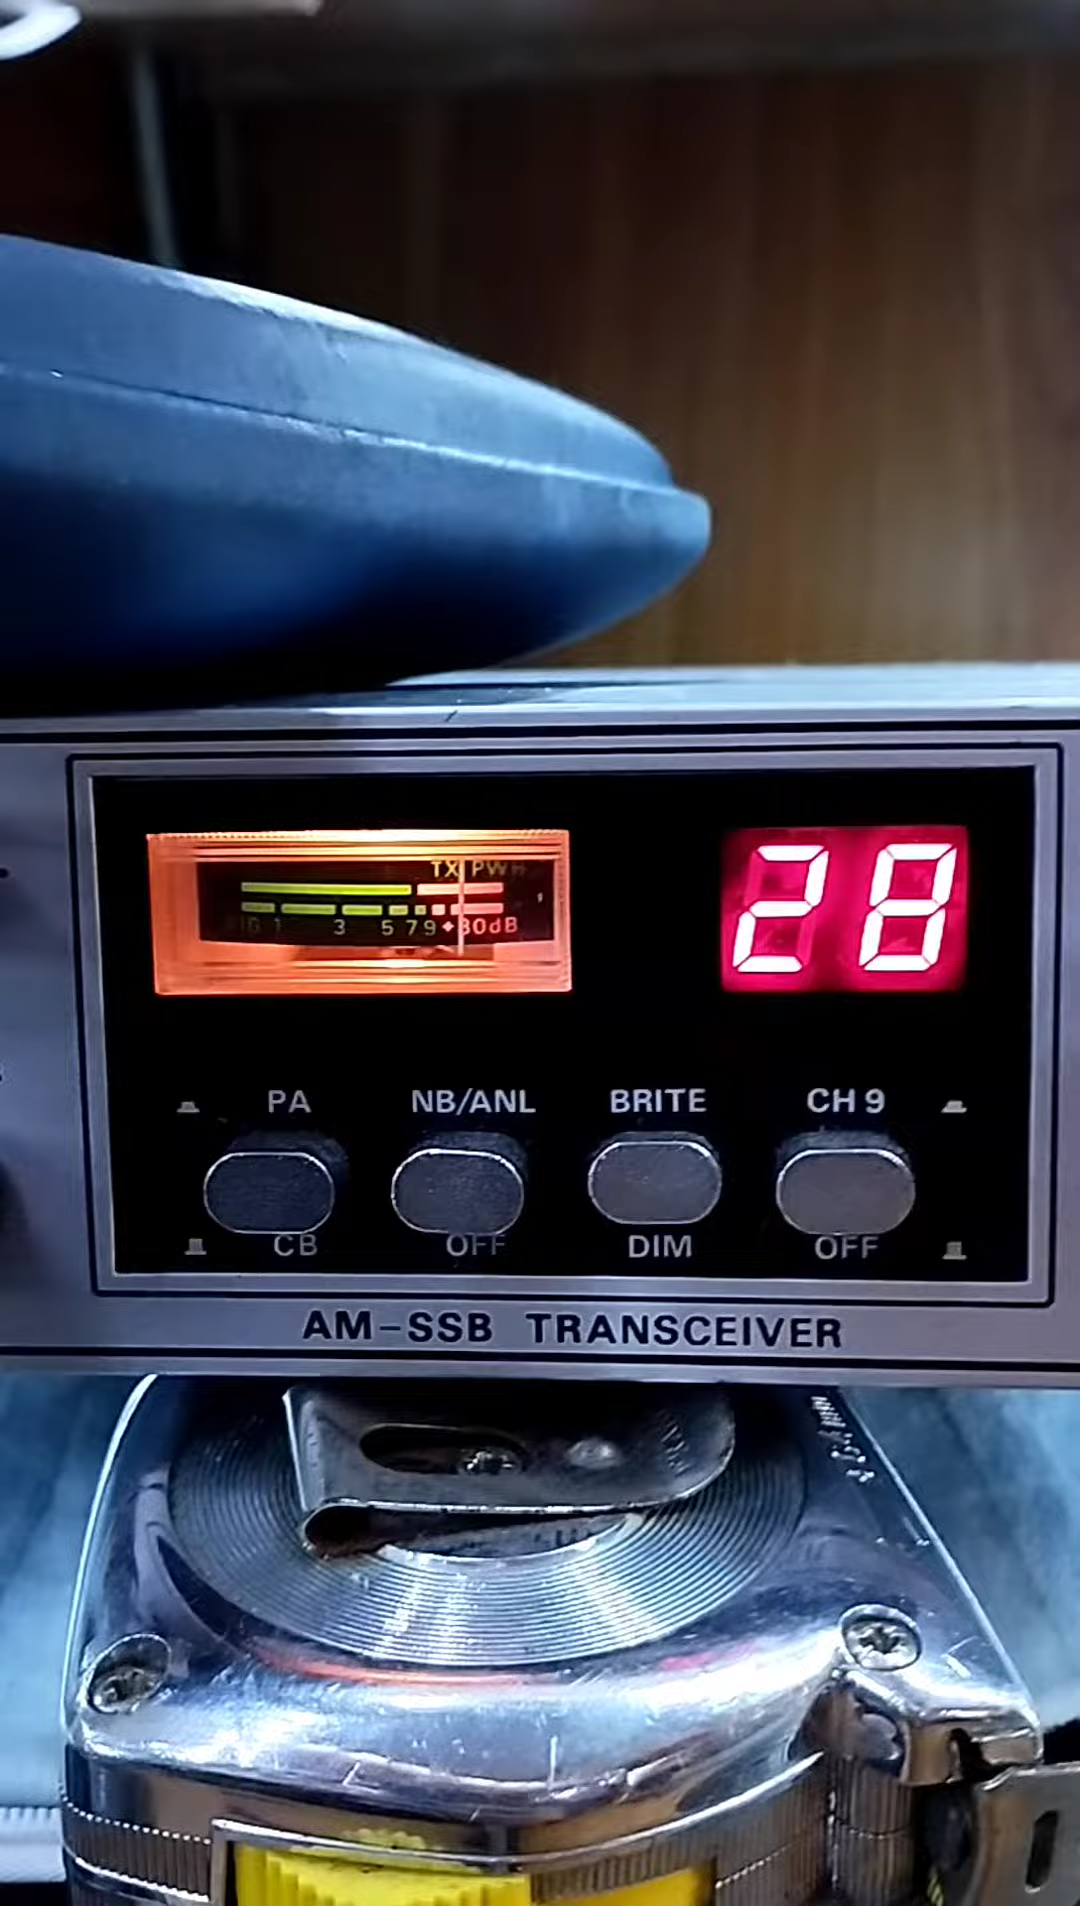 TX PWR
SIG 1 3 5 7 9 +30dB
28
PA NB/ANL BRITE CH 9
CB OFF DIM OFF
AM-SSB TRANSCEIVER